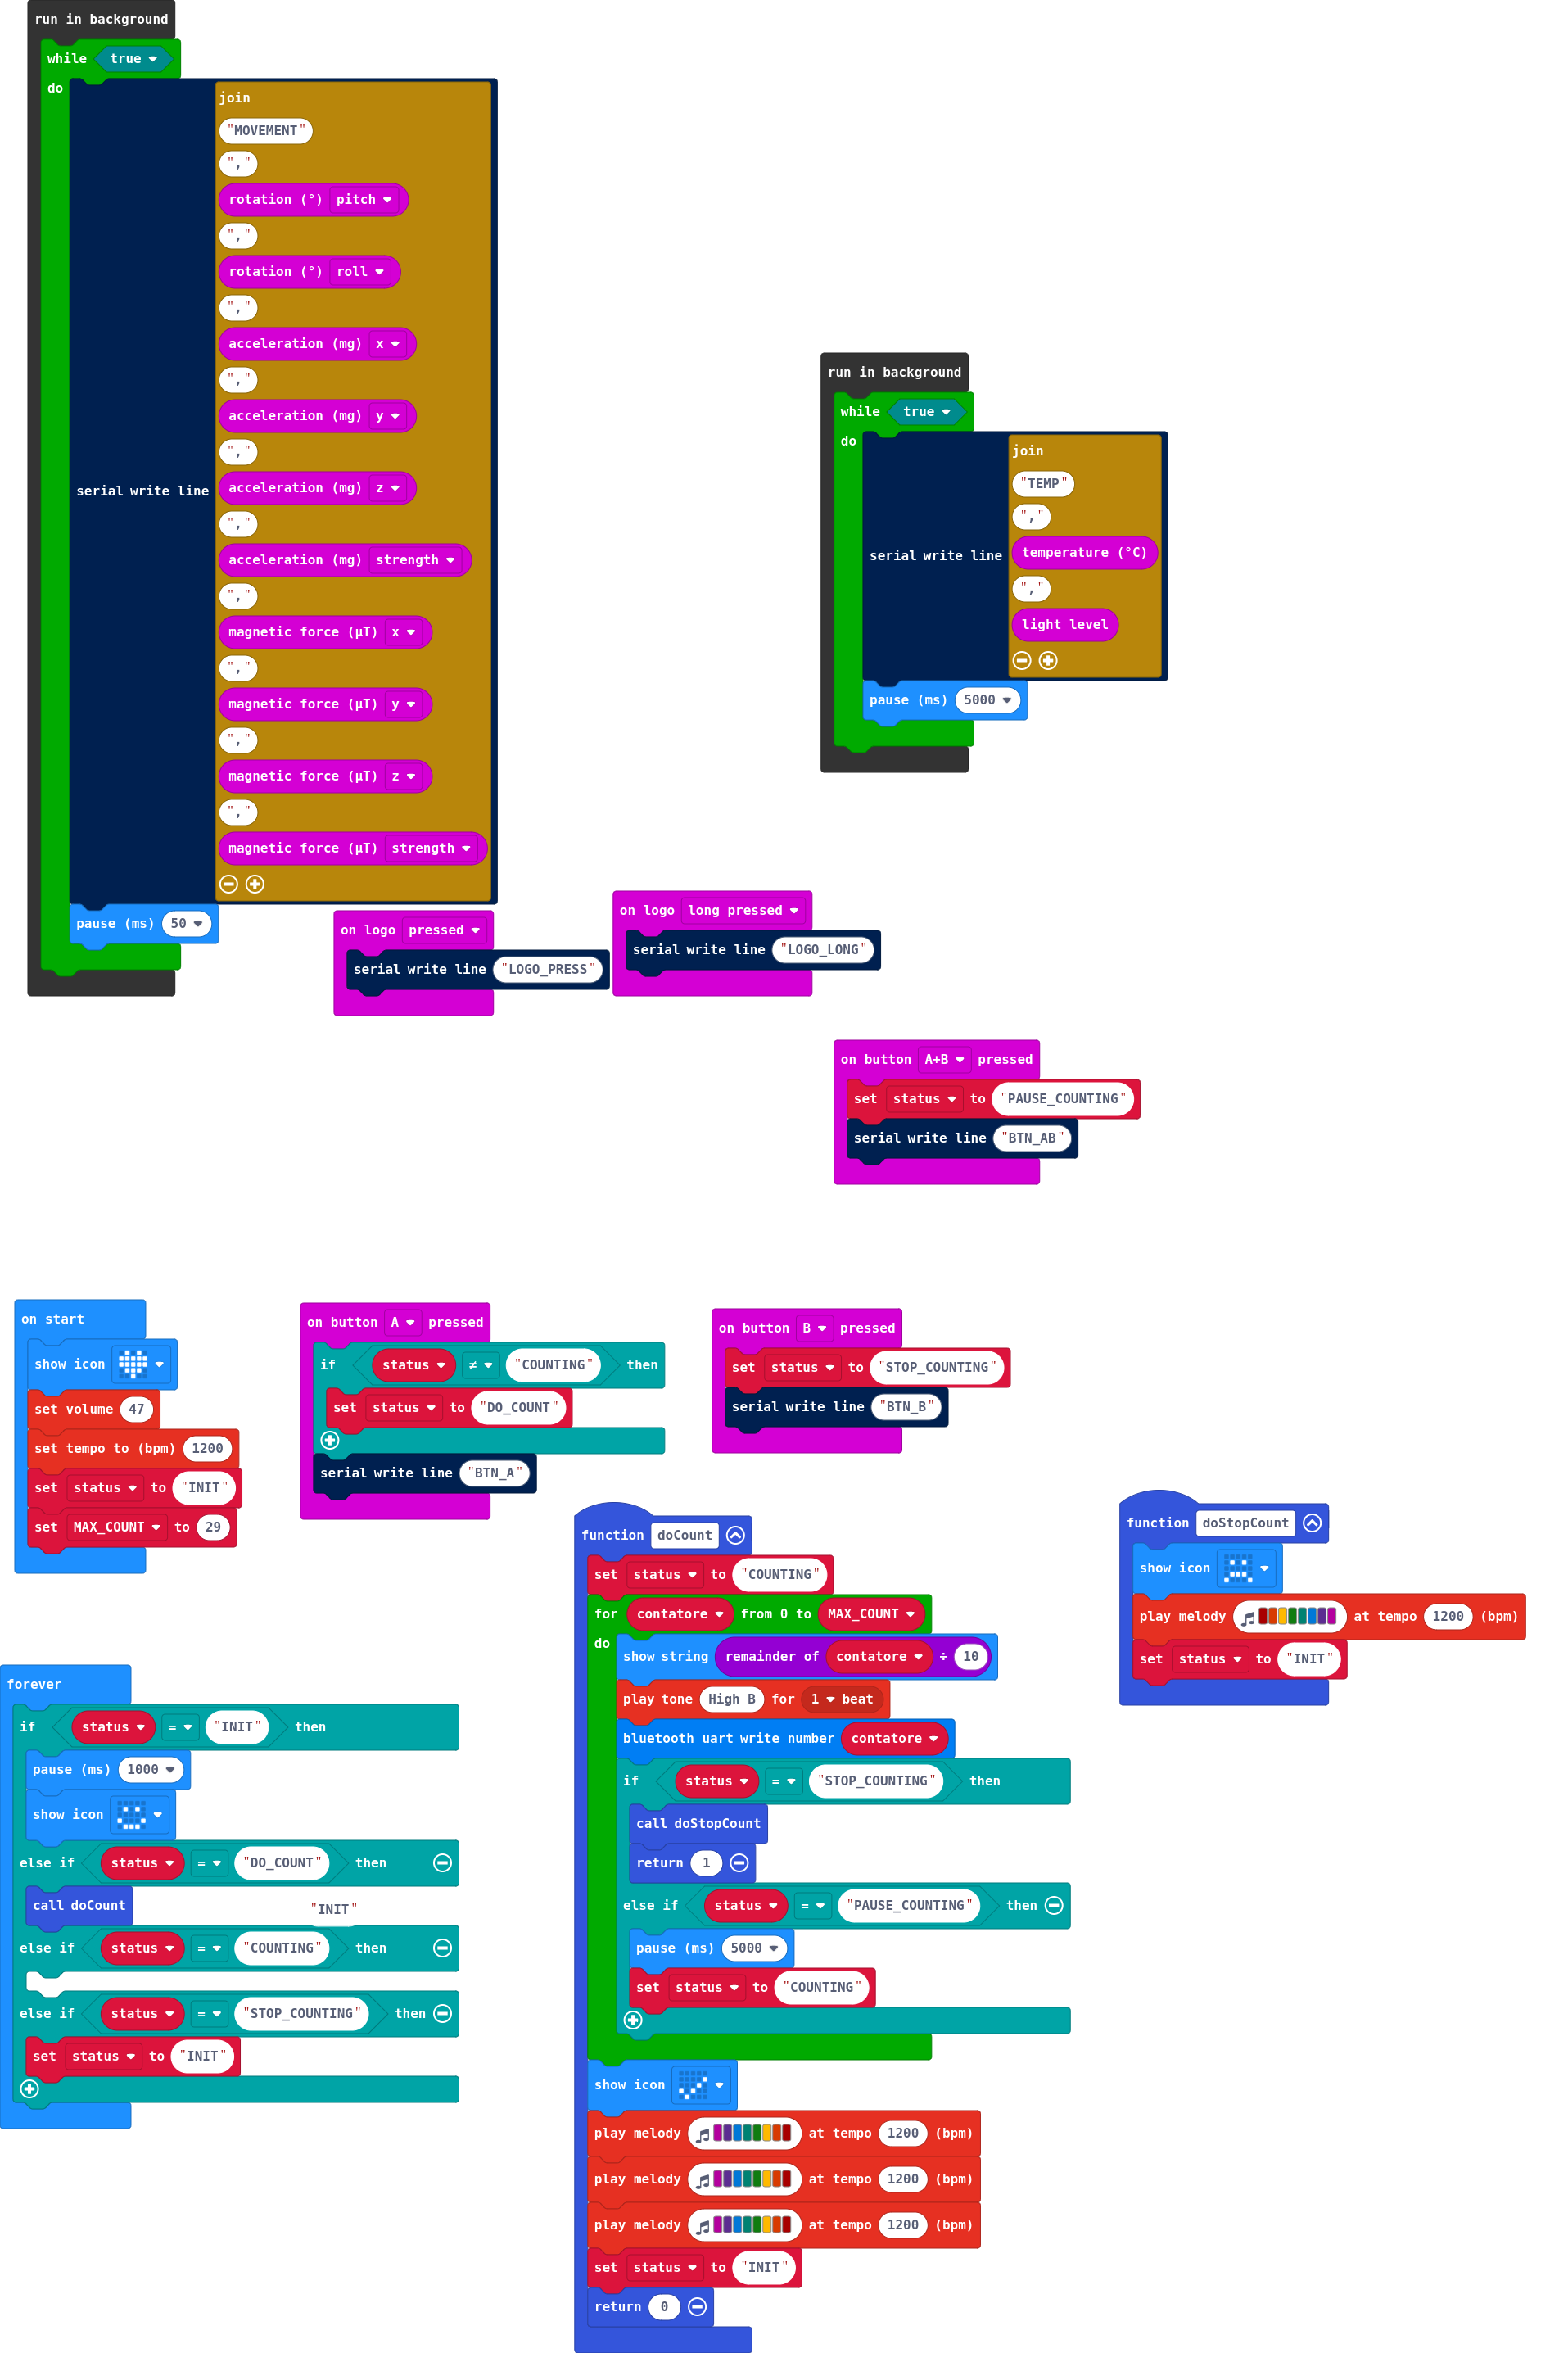 run in background
while true
do
serial write line
join
"MOVEMENT"
","
rotation (°) pitch
","
rotation (°) roll
","
acceleration (mg) x
","
acceleration (mg) y
","
acceleration (mg) z
","
acceleration (mg) strength
","
magnetic force (µT) x
","
magnetic force (µT) y
","
magnetic force (µT) z
","
magnetic force (µT) strength
pause (ms) 50
run in background
while true
do
serial write line
join
"TEMP"
","
temperature (°C)
","
light level
pause (ms) 5000
on logo pressed
serial write line "LOGO_PRESS"
on logo long pressed
serial write line "LOGO_LONG"
on button A+B pressed
set status to "PAUSE_COUNTING"
serial write line "BTN_AB"
on start
show icon
set volume 47
set tempo to (bpm) 1200
set status to "INIT"
set MAX_COUNT to 29
on button A pressed
if status ≠ "COUNTING" then
set status to "DO_COUNT"
serial write line "BTN_A"
on button B pressed
set status to "STOP_COUNTING"
serial write line "BTN_B"
forever
if status = "INIT" then
pause (ms) 1000
show icon
else if status = "DO_COUNT" then
call doCount
"INIT"
else if status = "COUNTING" then
else if status = "STOP_COUNTING" then
set status to "INIT"
function doCount
set status to "COUNTING"
for contatore from 0 to MAX_COUNT
do
show string remainder of contatore ÷ 10
play tone High B for 1 beat
bluetooth uart write number contatore
if status = "STOP_COUNTING" then
call doStopCount
return 1
else if status = "PAUSE_COUNTING" then
pause (ms) 5000
set status to "COUNTING"
show icon
play melody at tempo 1200 (bpm)
play melody at tempo 1200 (bpm)
play melody at tempo 1200 (bpm)
set status to "INIT"
return 0
function doStopCount
show icon
play melody at tempo 1200 (bpm)
set status to "INIT"